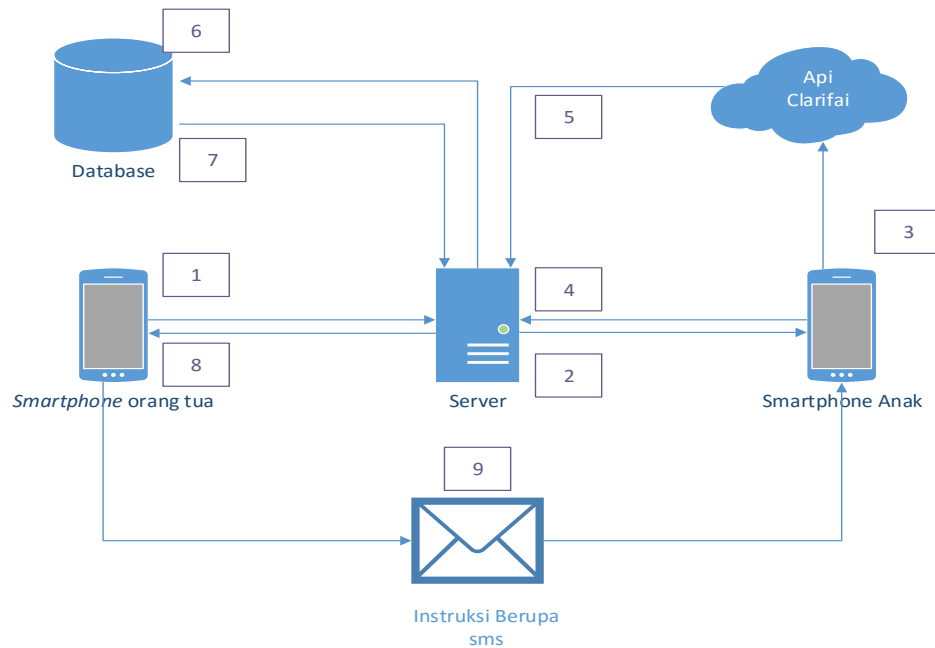 6
Api
Clarifai
5
7
Database
3
1
4
8
2
Smartphone orang tua
Server
Smartphone Anak
9
Instruksi Berupa
sms